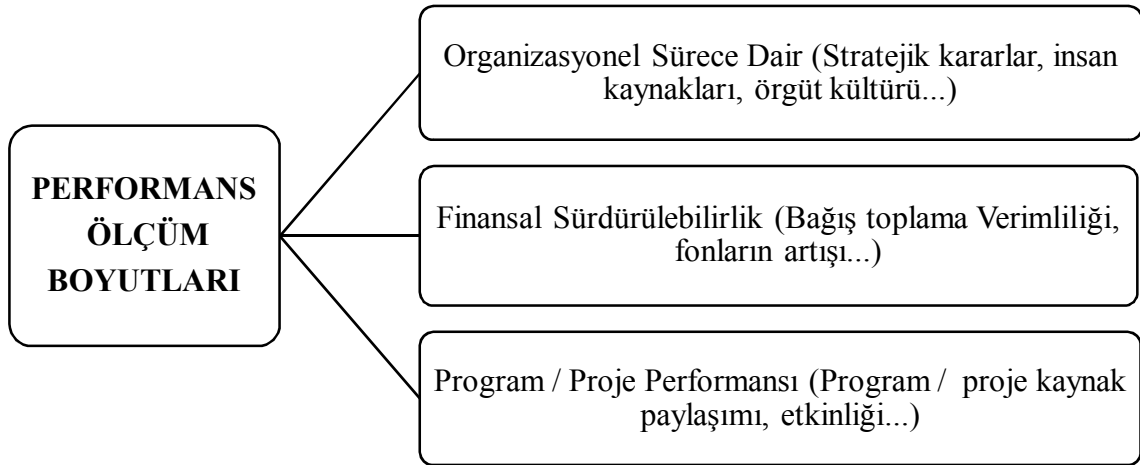 PERFORMANS
ÖLÇÜM
BOYUTLARI
Organizasyonel Sürece Dair (Stratejik kararlar, insan
kaynakları, örgüt kültürü...)
Finansal Sürdürülebilirlik (Bağış toplama Verimliliği,
fonların artışı...)
Program / Proje Performansı (Program / proje kaynak
paylaşımı, etkinliği...)